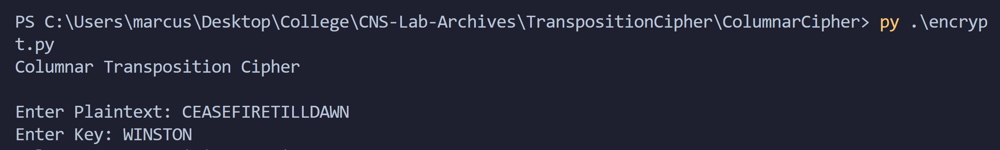 PS C:\Users\marcus\Desktop\College\CNS-Lab-Archives\TranspositionCipher\ColumnarCipher> py .\encryp
t.py
Columnar Transposition Cipher
Enter Plaintext: CEASEFIRETILLDAWN
Enter Key: WINSTON